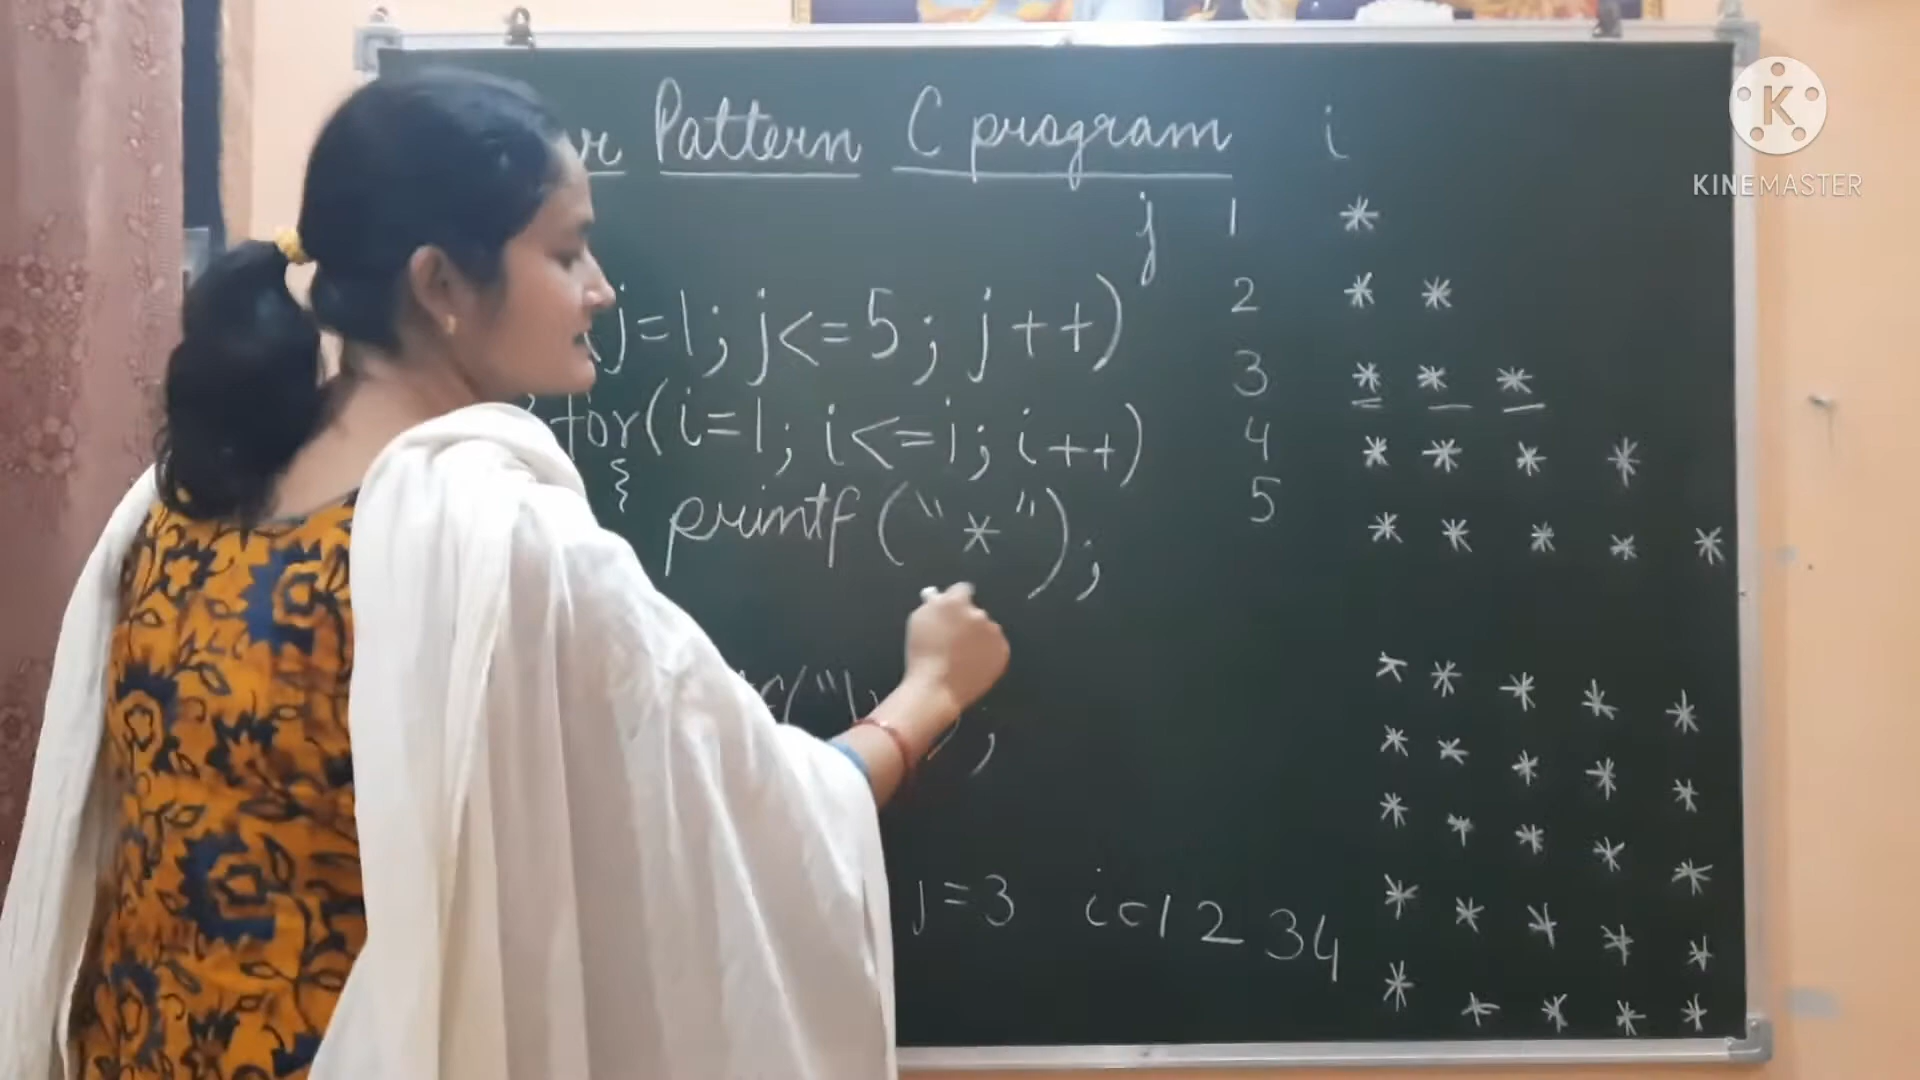 Pattern C program i
j 1 *
2 * *
j=1; j<=5; j++)
3 * * *
for(i=1; i<=i; i++)
4 * * * *
{
5 * * * * *
printf("*");
* * * * *
* * * * *
* * * * *
j=3 i=1 2 3 4
* * * * *
* * * * *
K
KINEMASTER